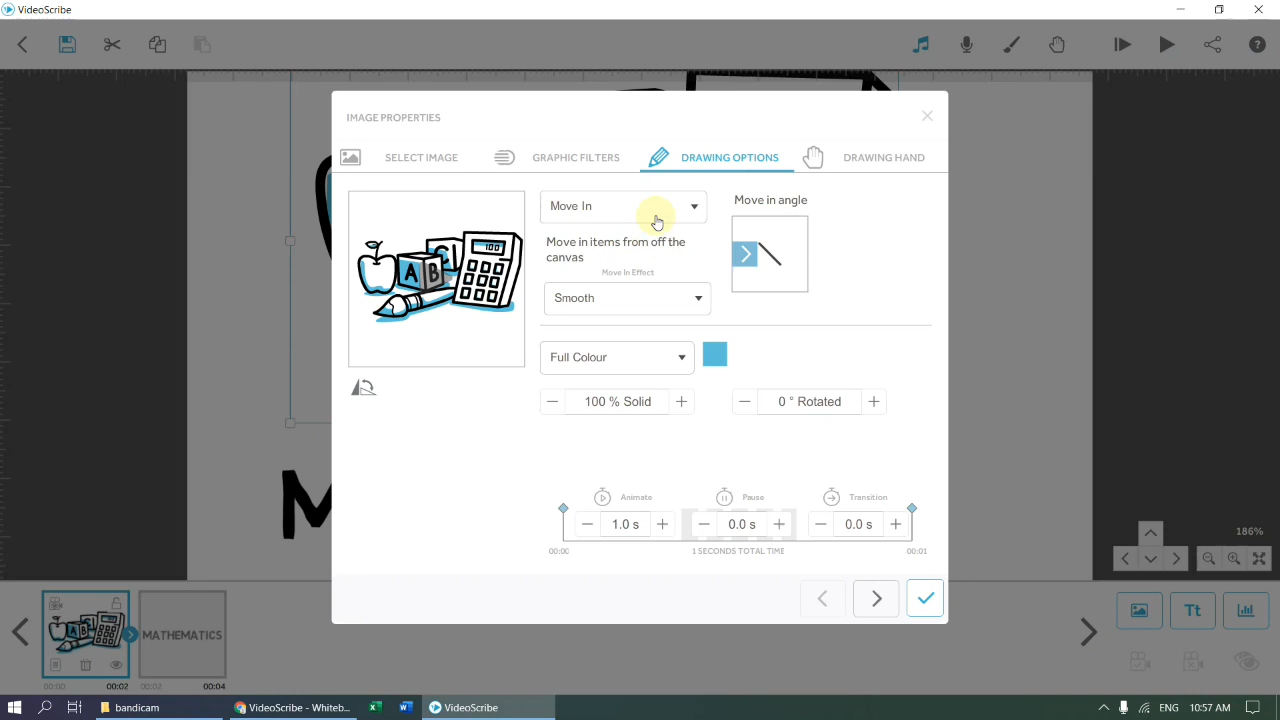 VideoScribe
IMAGE PROPERTIES
SELECT IMAGE
GRAPHIC FILTERS
DRAWING OPTIONS
DRAWING HAND
Move In
Move in angle
Move in items from off the
canvas
Move In Effect
Smooth
100
A B C
Full Colour
100 % Solid
0 ° Rotated
M
Animate
Pause
Transition
1.0 s
0.0 s
0.0 s
00:00
1 SECONDS TOTAL TIME
00:01
186%
MATHEMATICS
Tt
00:00
00:02
00:02
00:04
bandicam
VideoScribe - Whiteb...
VideoScribe
ENG
10:57 AM